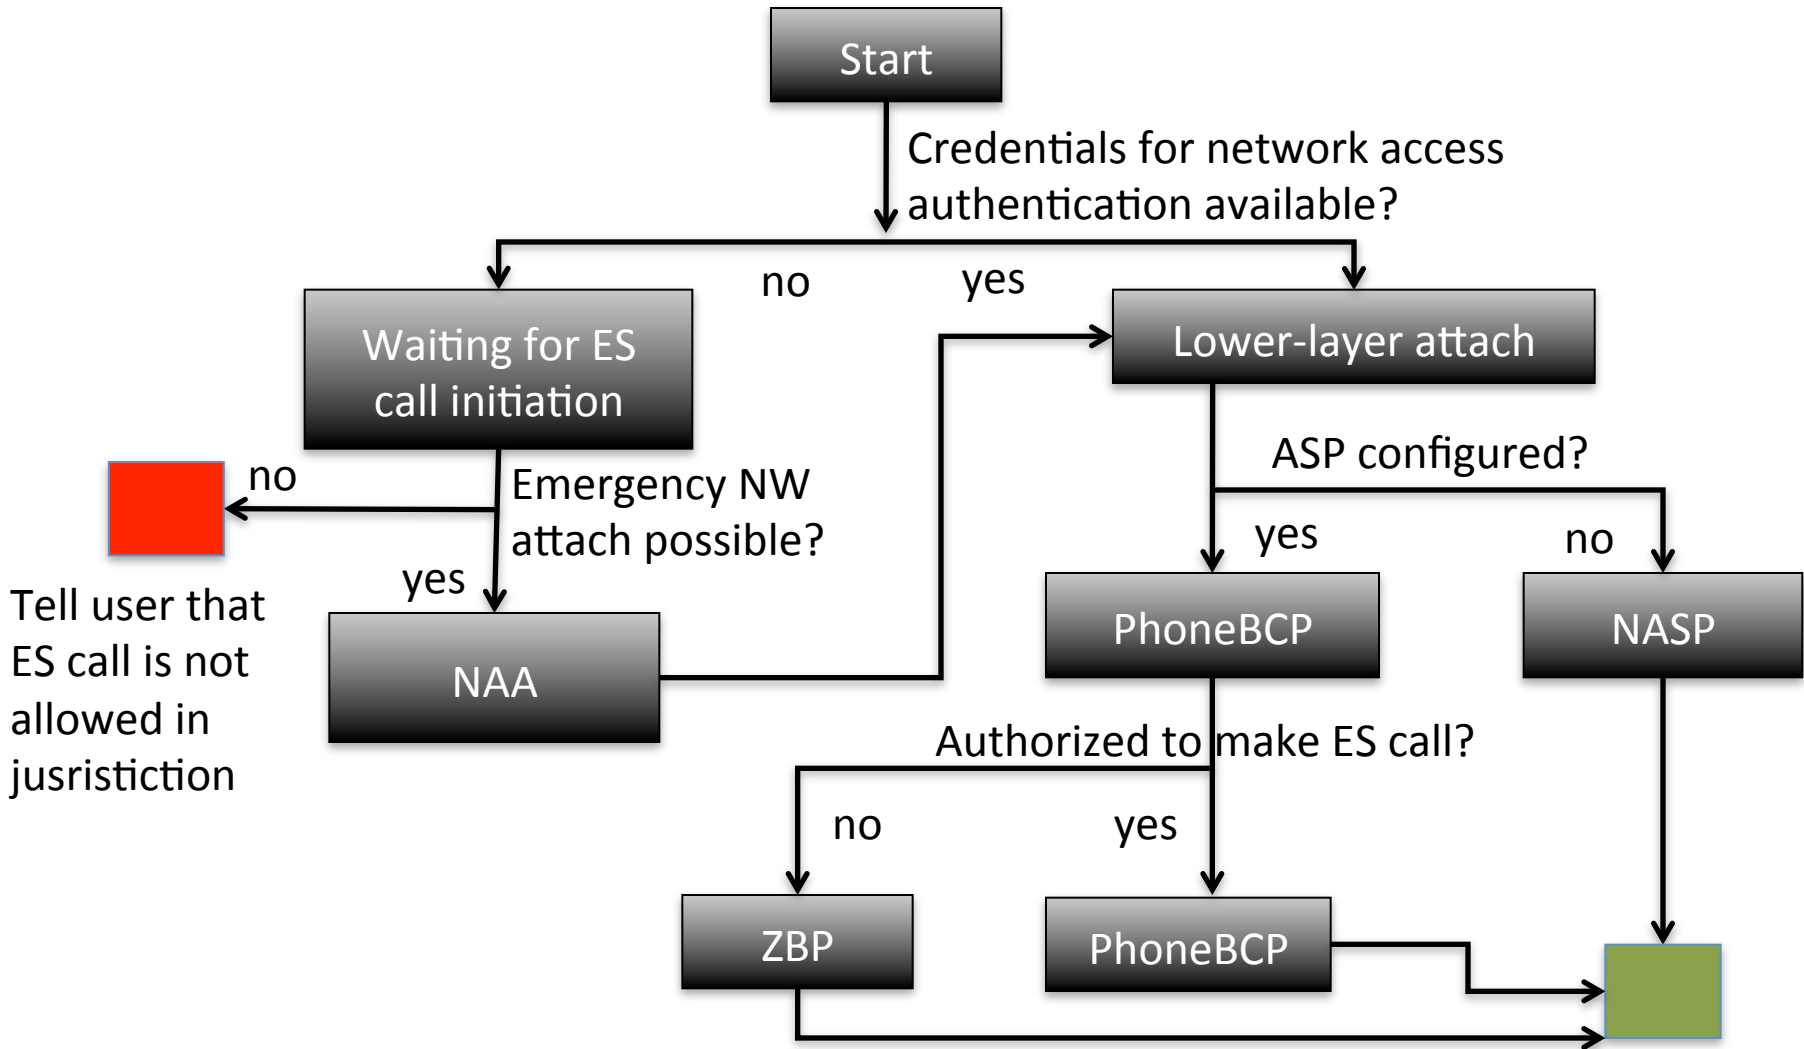 Start
Credentials for network access
authentication available?
no
yes
Waiting for ES
call initiation
Lower-layer attach
no
Emergency NW
attach possible?
ASP configured?
yes
yes
no
Tell user that
ES call is not
allowed in
jusristiction
NAA
PhoneBCP
NASP
Authorized to make ES call?
no
yes
ZBP
PhoneBCP